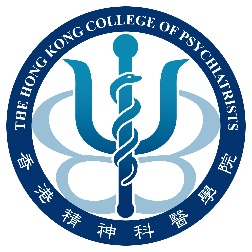 THE HONG KONG COLLEGE OF PSYCHIATRISTS
香港精神科醫學院